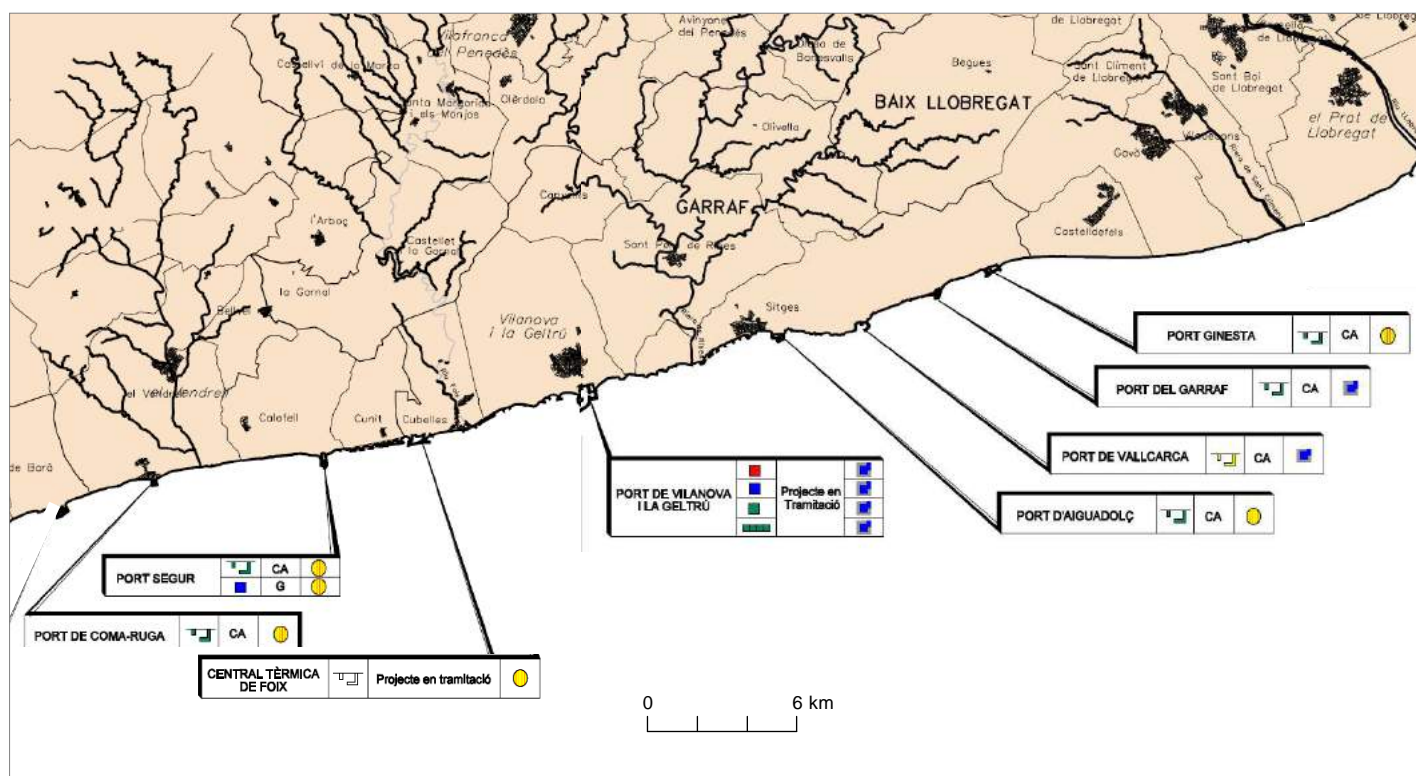 Vilafranca
del Penedès
Avinyonet
del Penedès
de Llobregat
de Llobregat
de Llobregat
Castellví de la Marca
Olèrdola
i els Monjos
Begues
Sant Climent
de Llobregat
Sant Boi
de Llobregat
BAIX LLOBREGAT
el Prat de
Llobregat
Olivella
Viladecans
Gavà
Canyelles
GARRAF
l'Arboç
Castellet
la Gornal
Sant Pere de Ribes
Castelldefels
la Gornal
Bellvei
Vilanova
i la Geltrú
Sitges
el Vendrell
el Vendrell
Calafell
Cunit
Cubelles
de Barà
PORT GINESTA CA
PORT DEL GARRAF CA
PORT DE VALLCARCA CA
PORT D'AIGUADOLÇ CA
PORT DE VILANOVA
I LA GELTRÚ
Projecte en
Tramitació
PORT SEGUR CA
G
PORT DE COMA-RUGA CA
CENTRAL TÈRMICA
DE FOIX
Projecte en tramitació
0 6 km